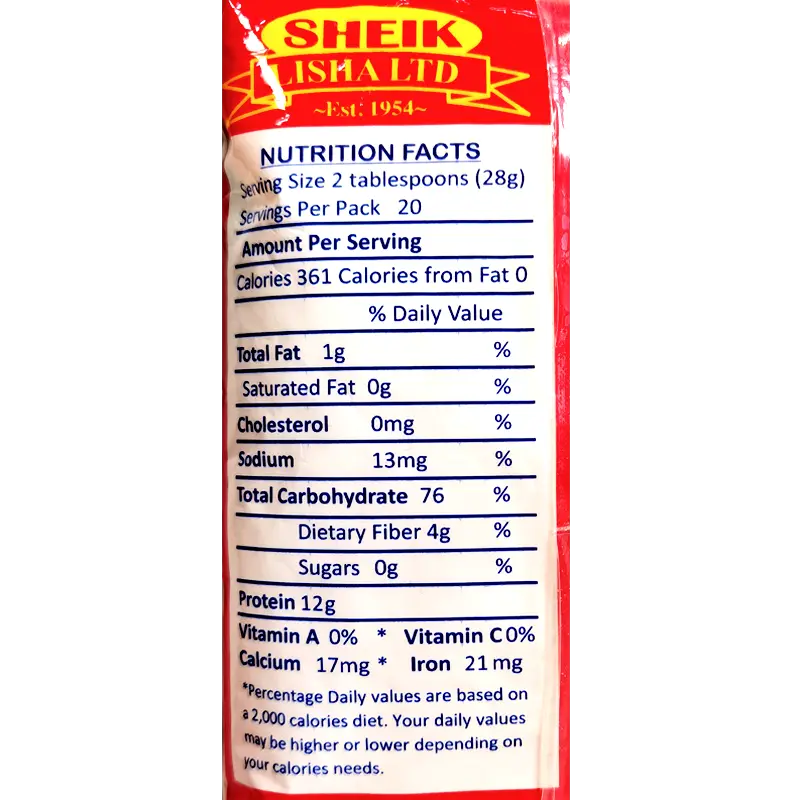 SHEIK
LISHA LTD
~Est: 1954~
NUTRITION FACTS
Serving Size 2 tablespoons (28g)
Servings Per Pack 20
Amount Per Serving
Calories 361 Calories from Fat 0
% Daily Value
Total Fat 1g %
Saturated Fat 0g %
Cholesterol 0mg %
Sodium 13mg %
Total Carbohydrate 76 %
Dietary Fiber 4g %
Sugars 0g %
Protein 12g
Vitamin A 0% * Vitamin C 0%
Calcium 17mg * Iron 21mg
*Percentage Daily values are based on
a 2,000 calories diet. Your daily values
may be higher or lower depending on
your calories needs.